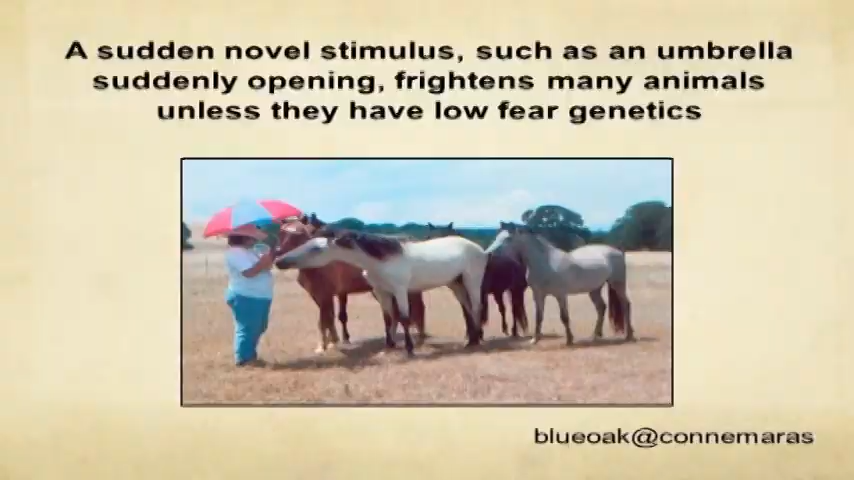 A sudden novel stimulus, such as an umbrella
suddenly opening, frightens many animals
unless they have low fear genetics
blueoak@connemaras